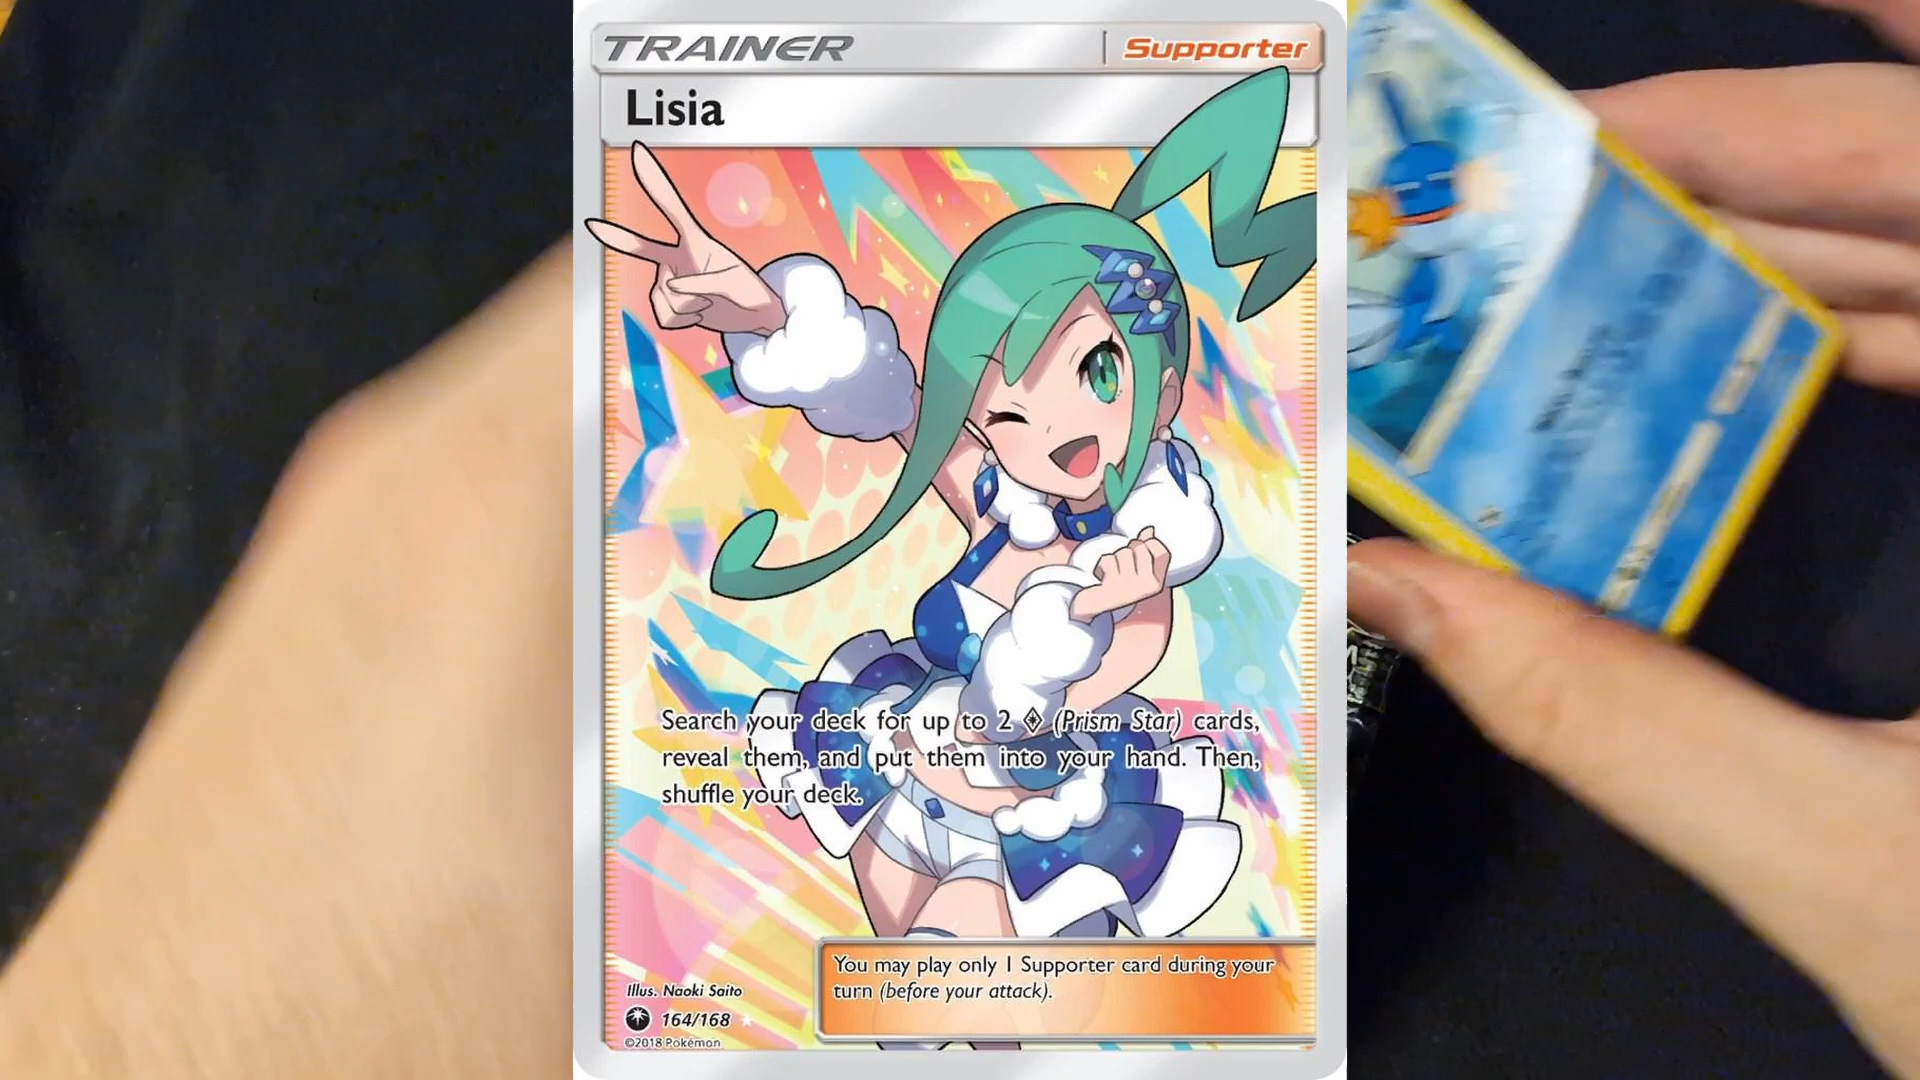 TRAINER
Supporter
Lisia
Search your deck for up to 2 (Prism Star) cards,
reveal them, and put them into your hand. Then,
shuffle your deck.
You may play only 1 Supporter card during your
turn (before your attack).
Illus. Naoki Saito
164/168
©2018 Pokémon